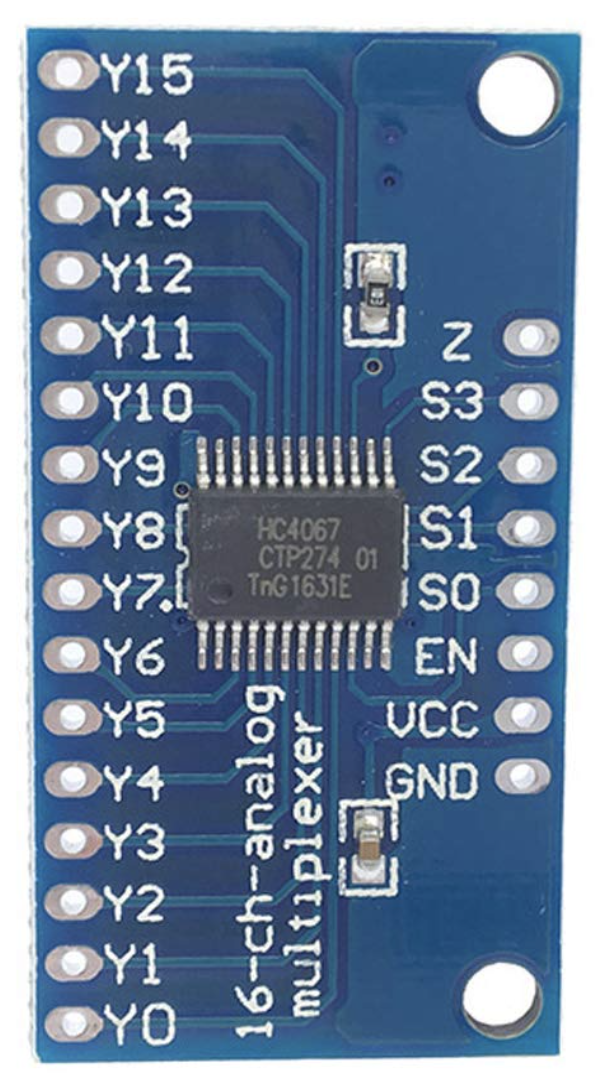 Y15
Y14
Y13
Y12
Y11
Y10
Y9
Y8
Y7
Y6
Y5
Y4
Y3
Y2
Y1
Y0
HC4067
CTP274 01
TnG1631E
16-ch-analog
multiplexer
Z
S3
S2
S1
S0
EN
VCC
GND